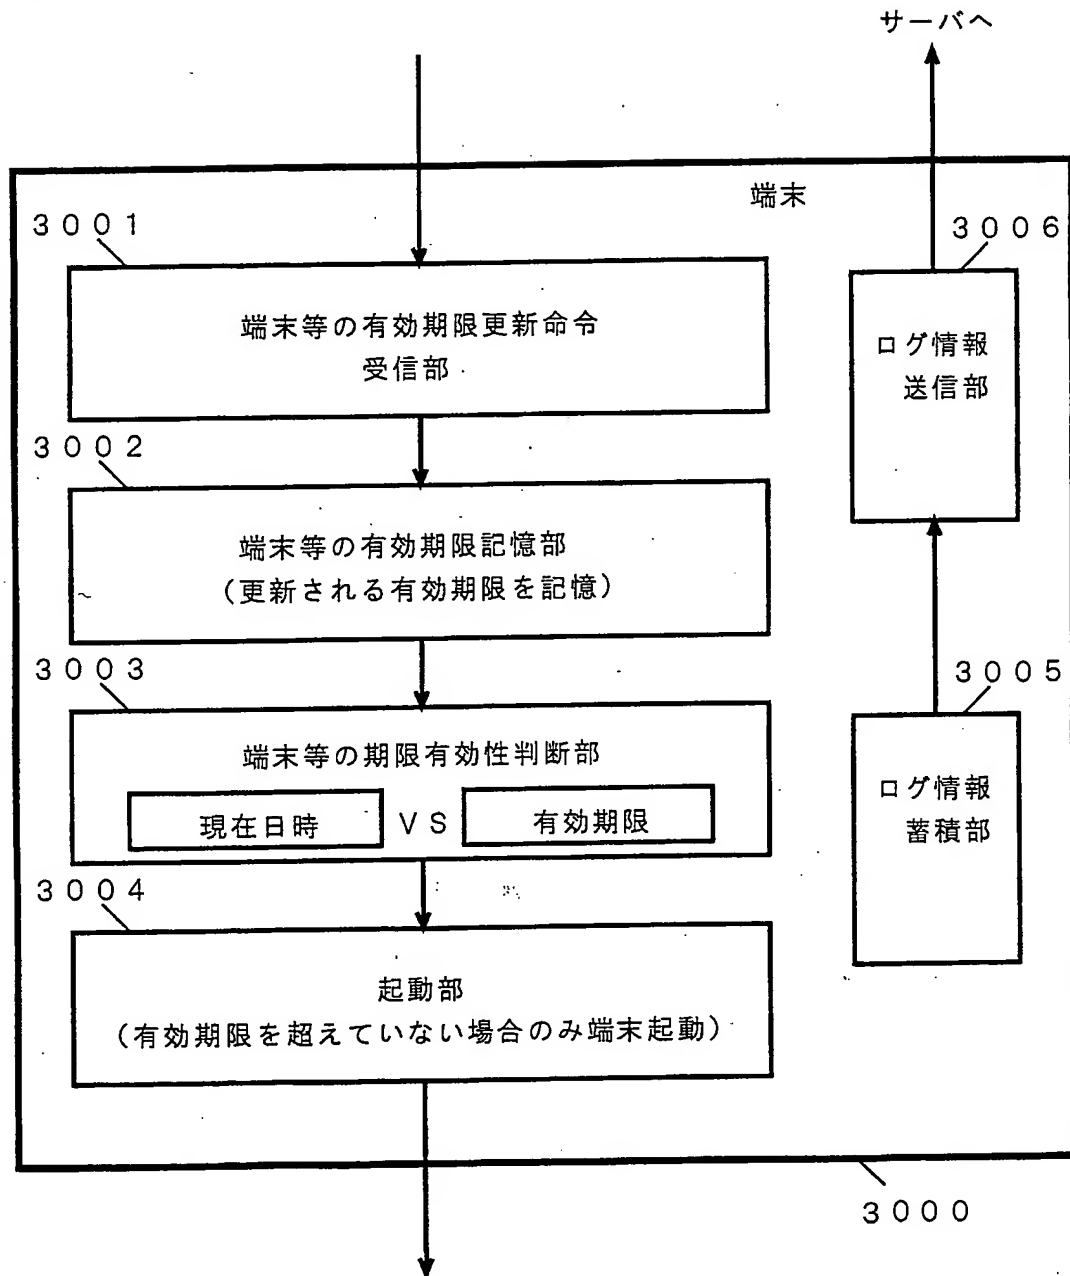 サーバへ
端末
3001
3006
端末等の有効期限更新命令
受信部
ログ情報
送信部
3002
端末等の有効期限記憶部
(更新される有効期限を記憶)
3003
3005
端末等の期限有効性判断部
現在日時 VS 有効期限
ログ情報
蓄積部
3004
起動部
(有効期限を超えていない場合のみ端末起動)
3000